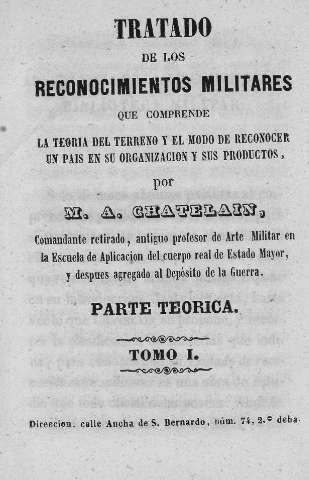 TRATADO
DE LOS
RECONOCIMIENTOS MILITARES
QUE COMPRENDE
LA TEORIA DEL TERRENO Y EL MODO DE RECONOCER
UN PAIS EN SU ORGANIZACION Y SUS PRODUCTOS,
por
M. A. CHATELAIN,
Comandante retirado, antiguo profesor de Arte Militar en
la Escuela de Aplicacion del cuerpo real de Estado Mayor,
y despues agregado al Depósito de la Guerra.
PARTE TEORICA.
TOMO I.
Direccion, calle Ancha de S. Bernardo, núm. 74, 2.º dcha.